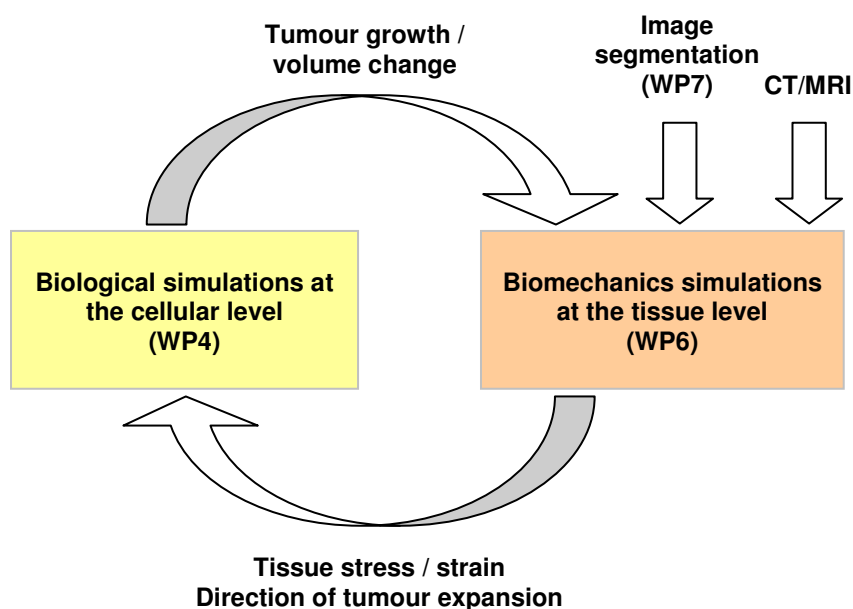 Tumour growth /
volume change
Image
segmentation
(WP7)
CT/MRI
Biological simulations at
the cellular level
(WP4)
Biomechanics simulations
at the tissue level
(WP6)
Tissue stress / strain
Direction of tumour expansion